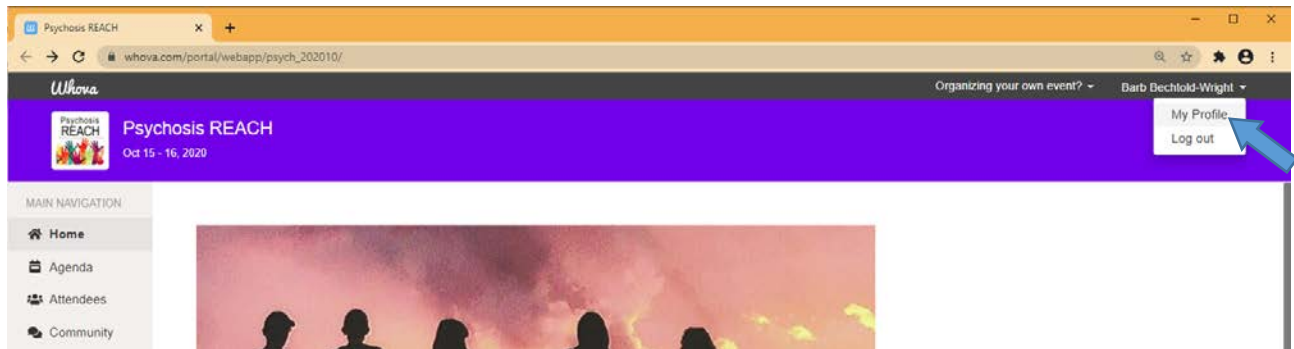 Psychosis REACH
whova.com/portal/webapp/psych_202010/
Whova
Organizing your own event?
Barb Bechtold-Wright
Psychosis
REACH
Psychosis REACH
Oct 15 - 16, 2020
My Profile
Log out
MAIN NAVIGATION
Home
Agenda
Attendees
Community